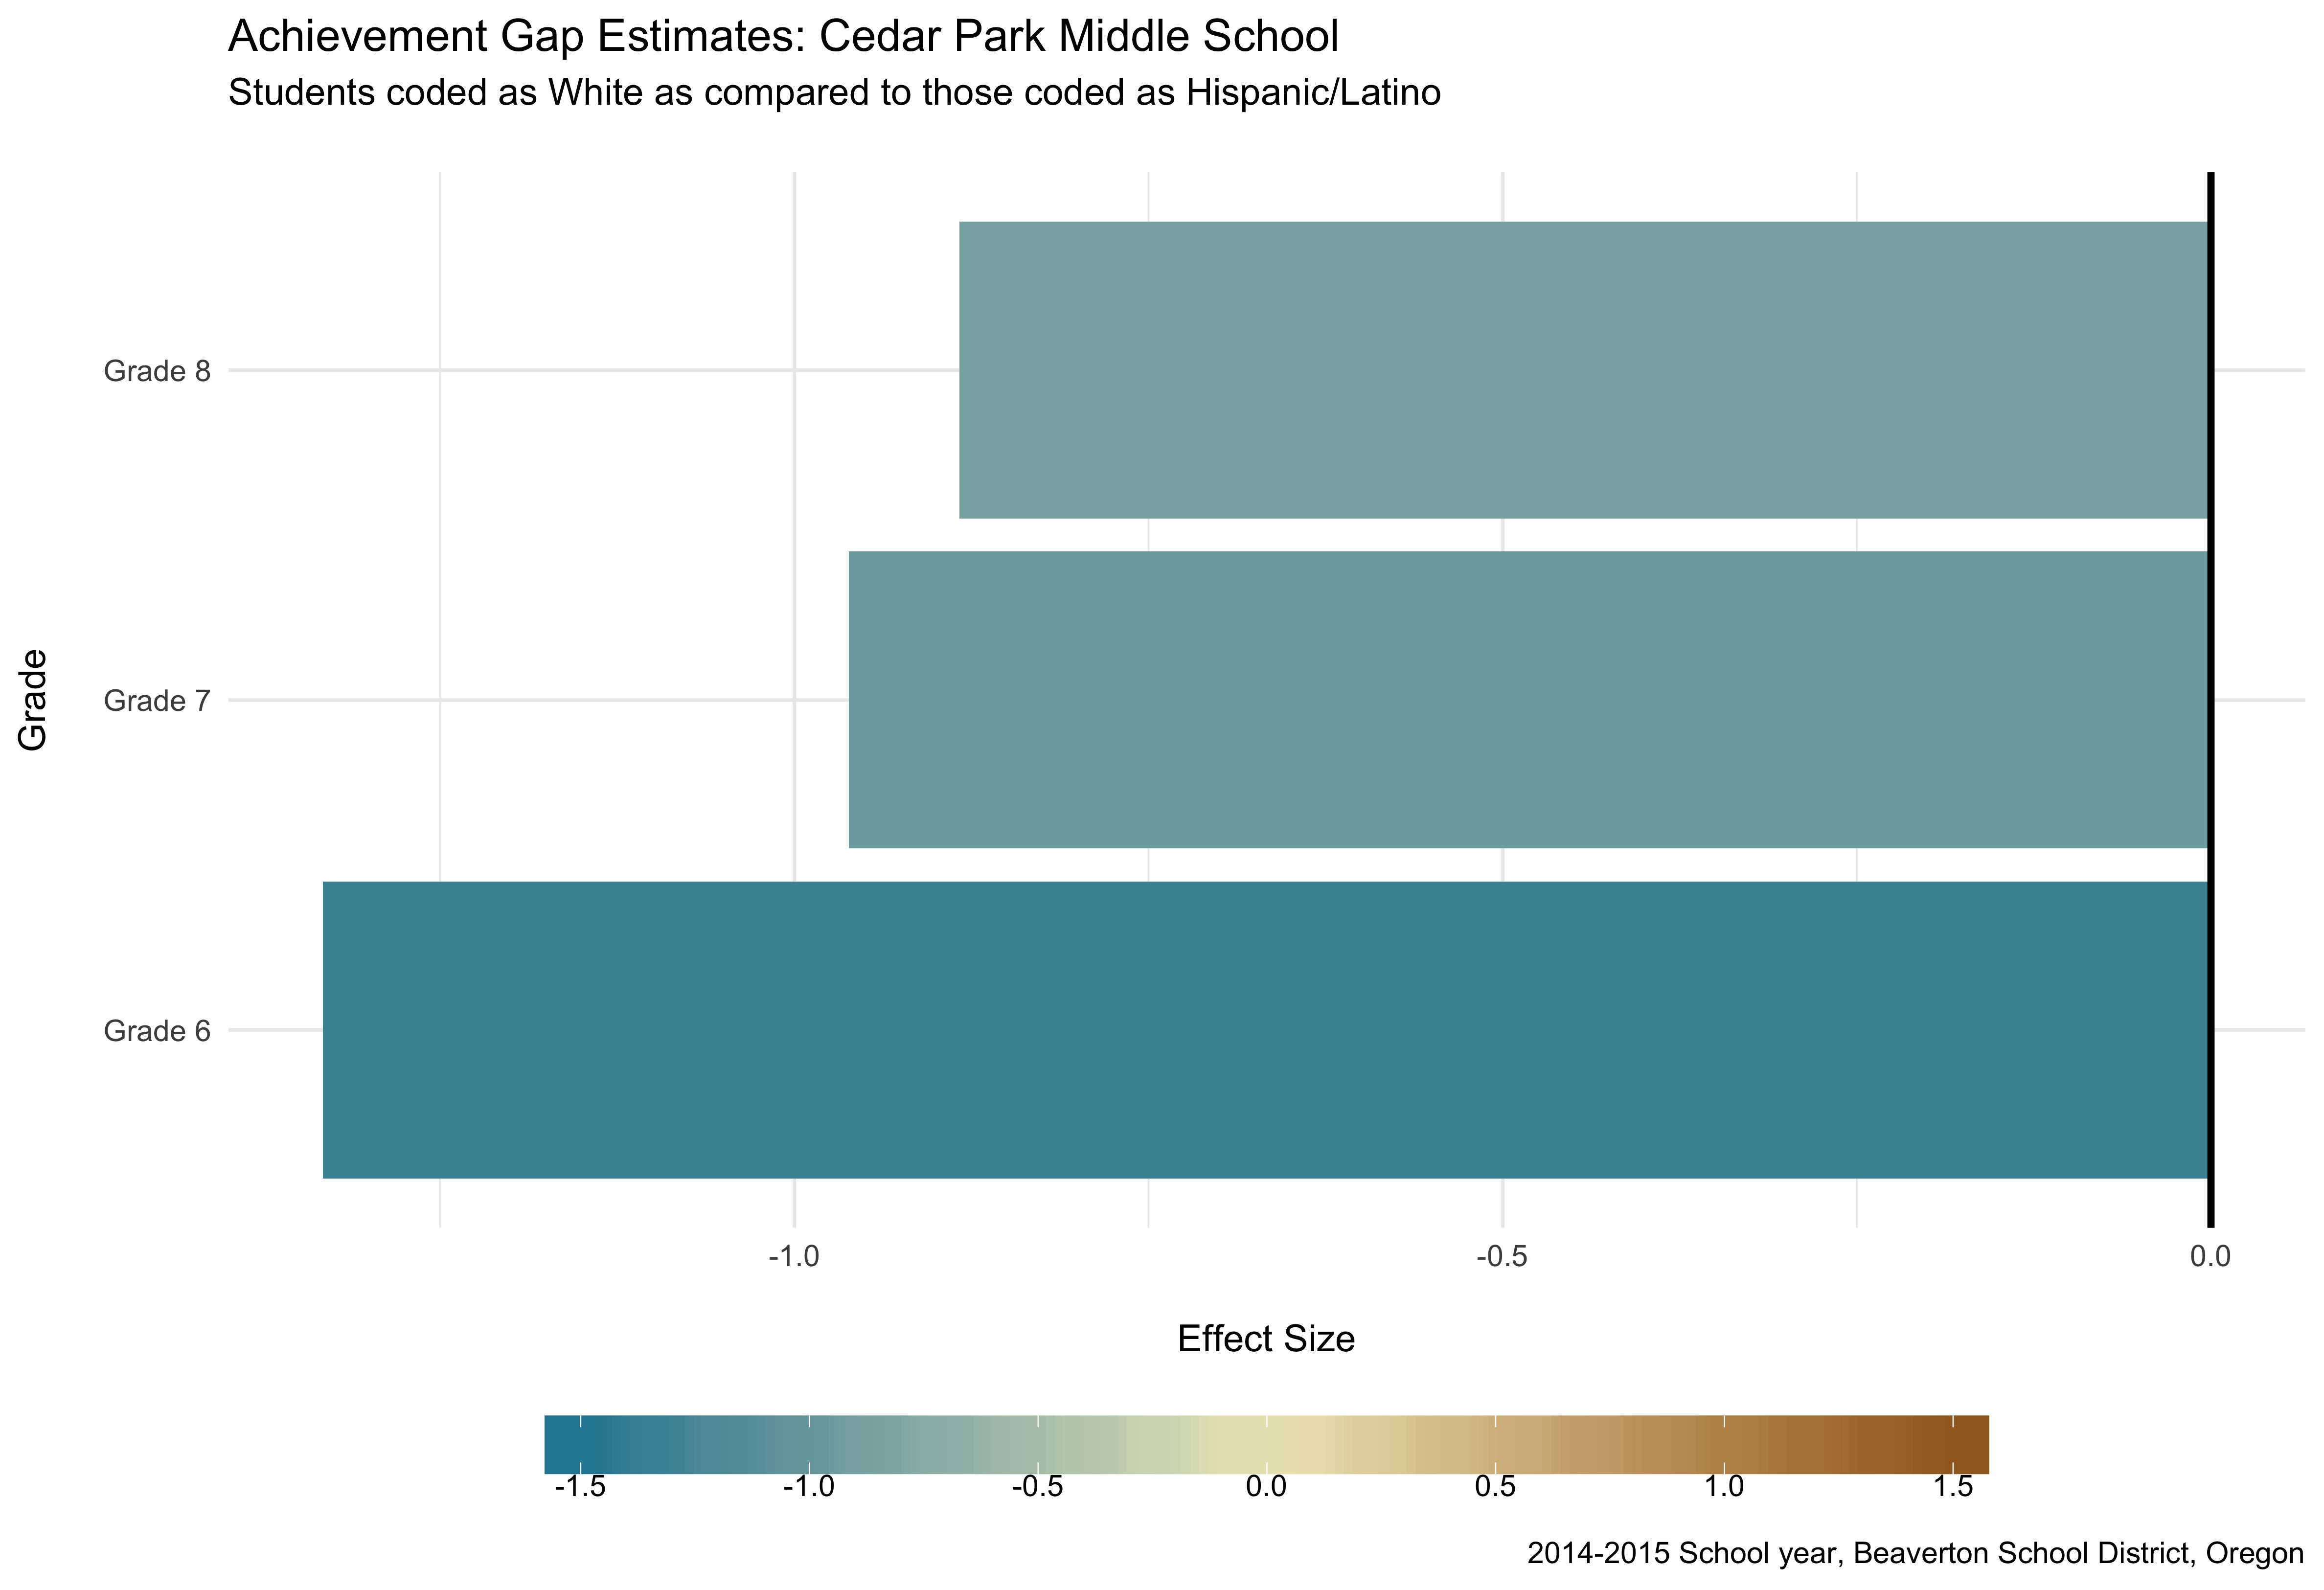 Achievement Gap Estimates: Cedar Park Middle School
Students coded as White as compared to those coded as Hispanic/Latino
Grade
Grade 8
Grade 7
Grade 6
-1.0 -0.5 0.0
Effect Size
-1.5 -1.0 -0.5 0.0 0.5 1.0 1.5
2014-2015 School year, Beaverton School District, Oregon